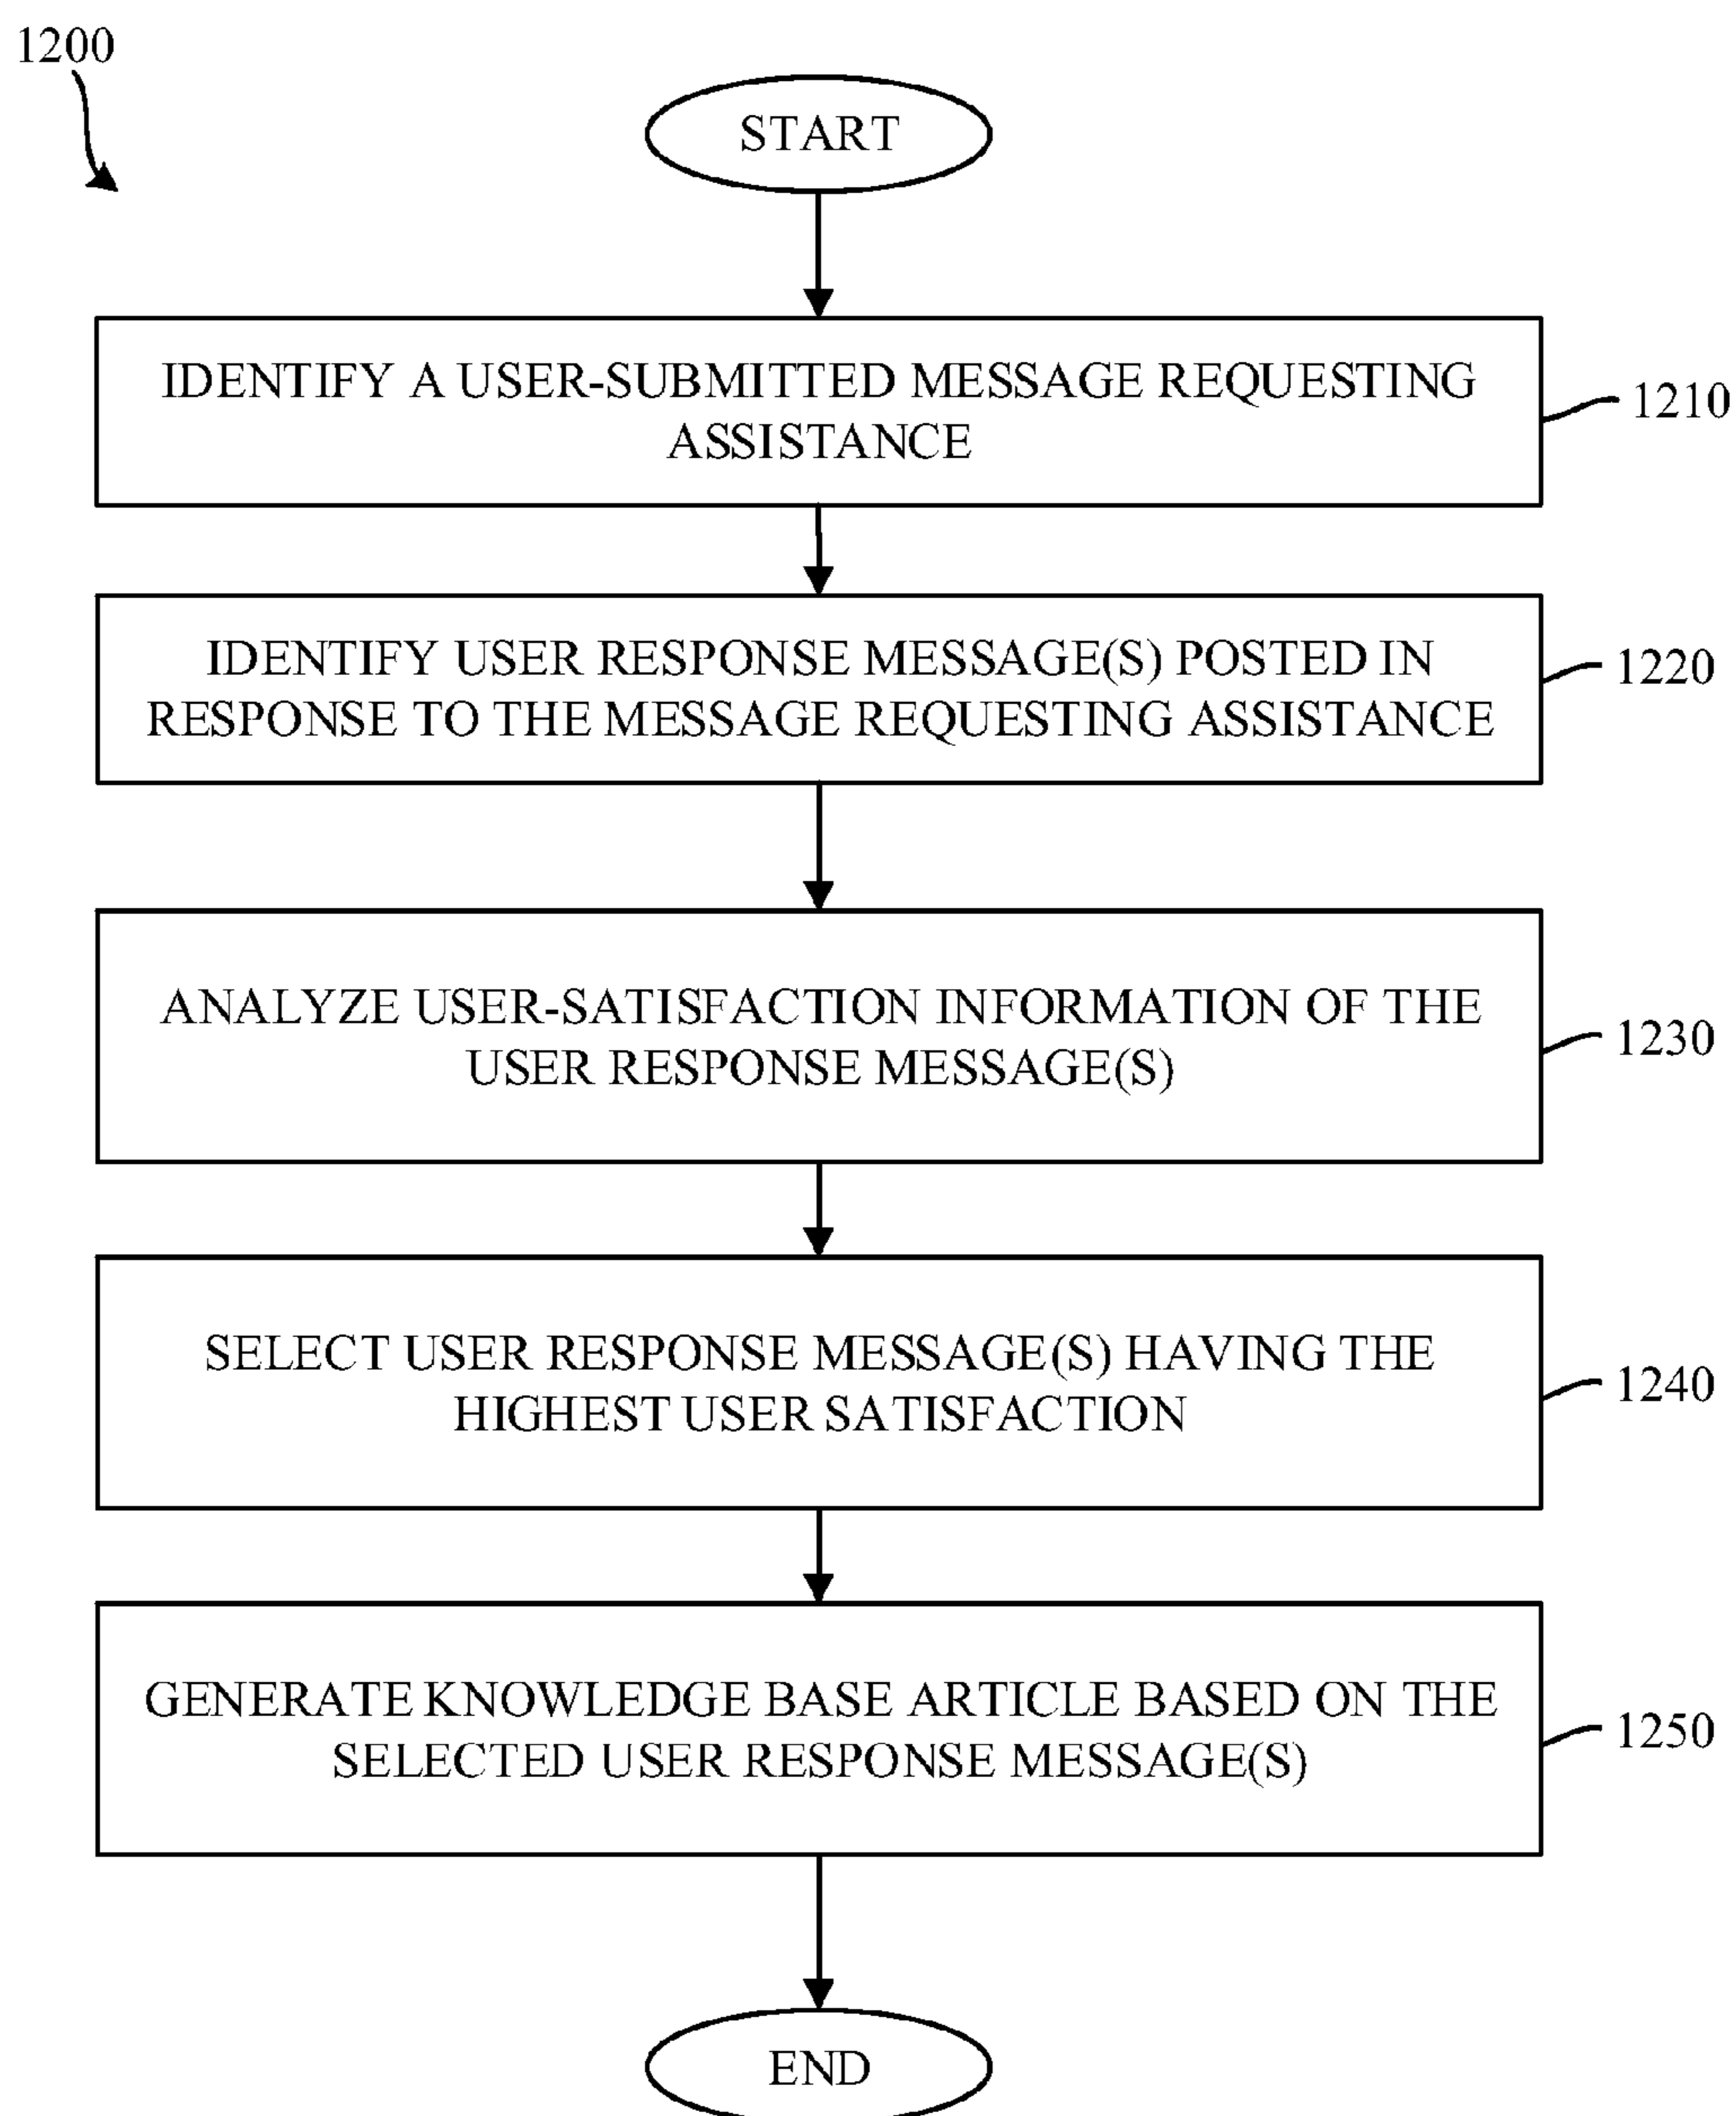 1200
START
IDENTIFY A USER-SUBMITTED MESSAGE REQUESTING
ASSISTANCE
1210
IDENTIFY USER RESPONSE MESSAGE(S) POSTED IN
RESPONSE TO THE MESSAGE REQUESTING ASSISTANCE
1220
ANALYZE USER-SATISFACTION INFORMATION OF THE
USER RESPONSE MESSAGE(S)
1230
SELECT USER RESPONSE MESSAGE(S) HAVING THE
HIGHEST USER SATISFACTION
1240
GENERATE KNOWLEDGE BASE ARTICLE BASED ON THE
SELECTED USER RESPONSE MESSAGE(S)
1250
END